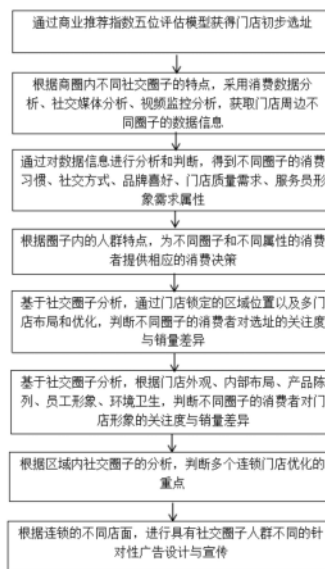 通过商业推荐指数五位评估模型获得门店初步选址
根据商圈内不同社交圈子的特点，采用消费数据分
析、社交媒体分析、视频监控分析，获取门店周边不
同圈子的数据信息
通过对数据信息进行分析和判断，得到不同圈子的消费
习惯、社交方式、品牌喜好、门店质量需求、服务员形
象需求属性
根据圈子内的人群特点，为不同圈子和不同属性的消费
者提供相应的消费决策
基于社交圈子分析，通过门店锁定的区域位置以及多门
店布局和优化，判断不同圈子的消费者对选址的关注度
与销量差异
基于社交圈子分析，根据门店外观、内部布局、产品陈
列、员工形象、环境卫生，判断不同圈子的消费者对门
店形象的关注度与销量差异
根据区域内社交圈子的分析，判断多个连锁门店优化的
重点
根据连锁的不同店面，进行具有社交圈子人群不同的针
对性广告设计与宣传